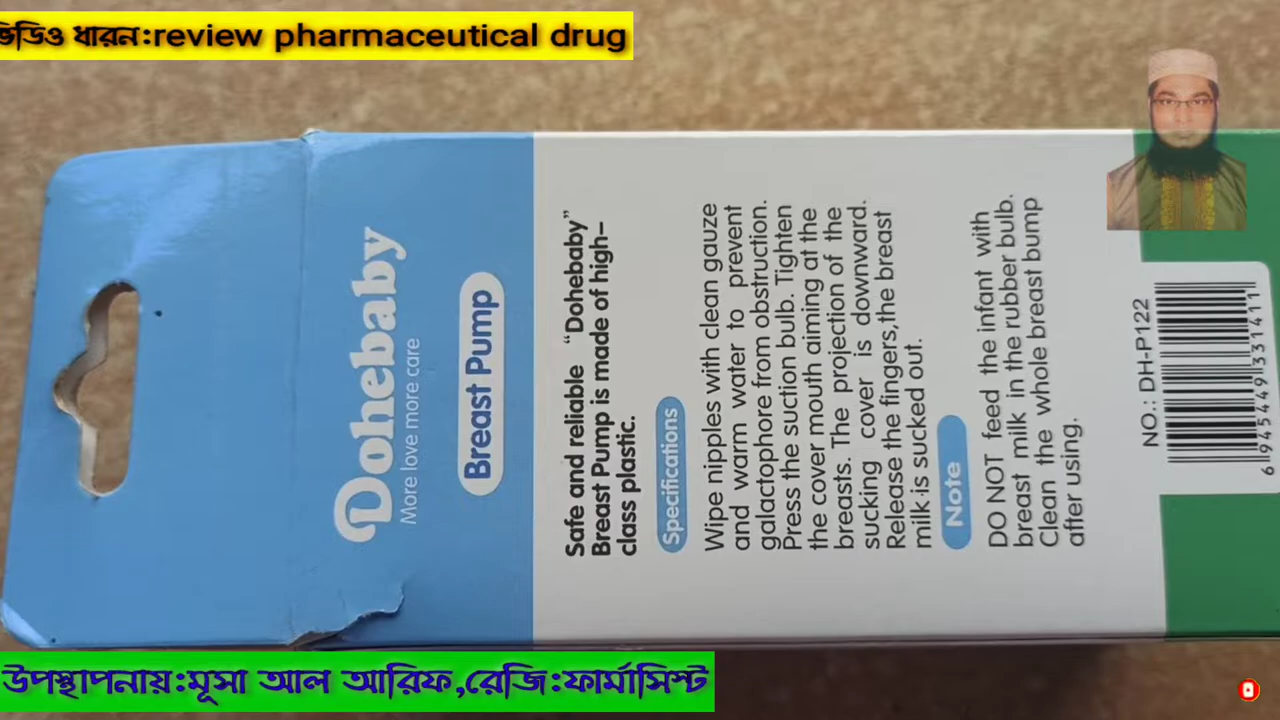 ভিডিও ধারন:review pharmaceutical drug
Dohebaby
More love more care
Breast Pump
Safe and reliable “Dohebaby”
Breast Pump is made of high–
class plastic.
Specifications
Wipe nipples with clean gauze
and warm water to prevent
galactophore from obstruction.
Press the suction bulb. Tighten
the cover mouth aiming at the
breasts. The projection of the
sucking cover is downward.
Release the fingers,the breast
milk is sucked out.
Note
DO NOT feed the infant with
breast milk in the rubber bulb.
Clean the whole breast bump
after using.
NO.: DH-P122
6945449331411
উপস্থাপনায়:মূসা আল আরিফ,রেজি:ফার্মাসিস্ট